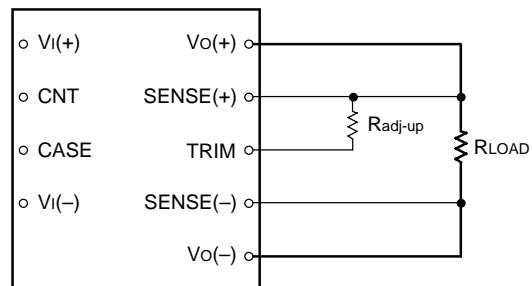 VI(+)
VO(+)
CNT
SENSE(+)
Radj-up
CASE
TRIM
RLOAD
VI(–)
SENSE(–)
VO(–)